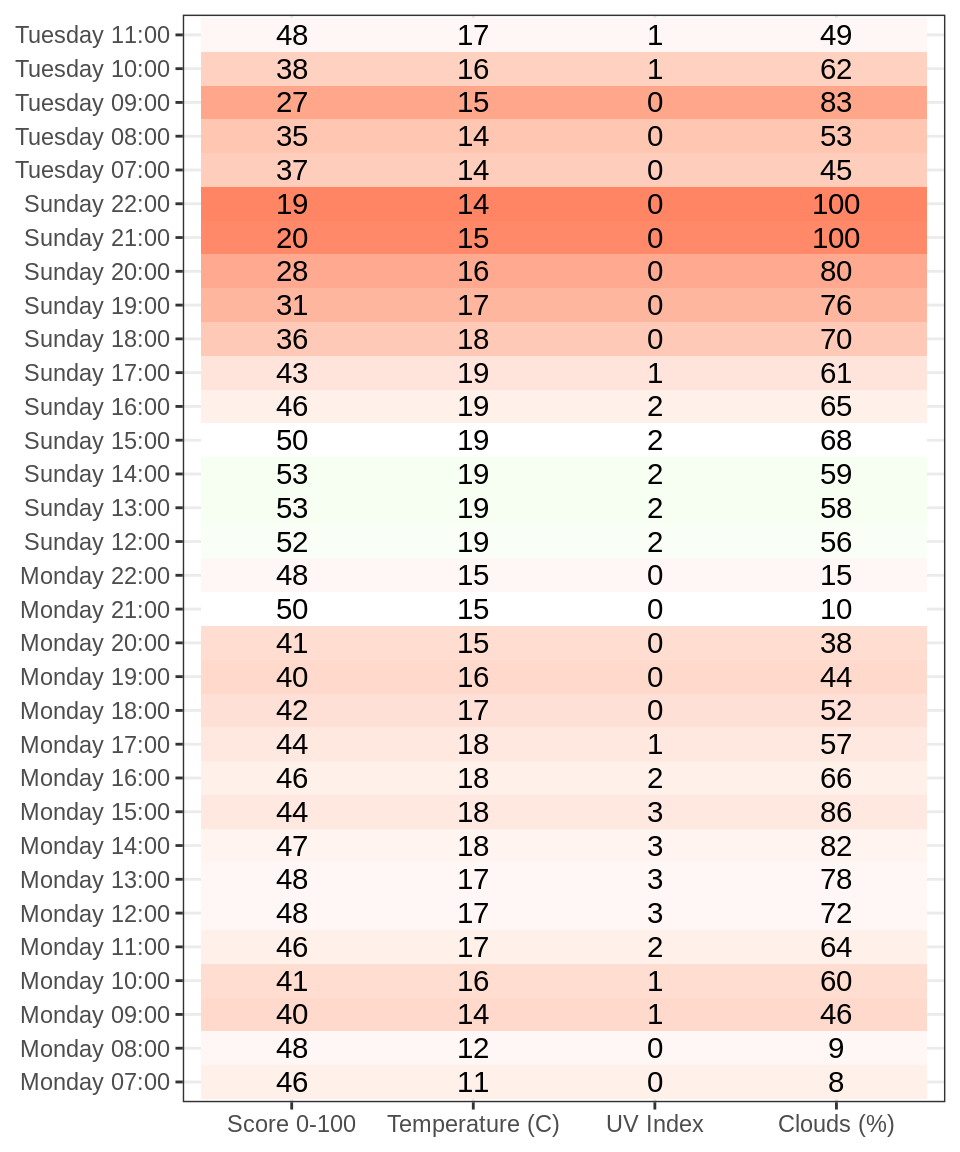 Tuesday 11:00 48 17 1 49
Tuesday 10:00 38 16 1 62
Tuesday 09:00 27 15 0 83
Tuesday 08:00 35 14 0 53
Tuesday 07:00 37 14 0 45
Sunday 22:00 19 14 0 100
Sunday 21:00 20 15 0 100
Sunday 20:00 28 16 0 80
Sunday 19:00 31 17 0 76
Sunday 18:00 36 18 0 70
Sunday 17:00 43 19 1 61
Sunday 16:00 46 19 2 65
Sunday 15:00 50 19 2 68
Sunday 14:00 53 19 2 59
Sunday 13:00 53 19 2 58
Sunday 12:00 52 19 2 56
Monday 22:00 48 15 0 15
Monday 21:00 50 15 0 10
Monday 20:00 41 15 0 38
Monday 19:00 40 16 0 44
Monday 18:00 42 17 0 52
Monday 17:00 44 18 1 57
Monday 16:00 46 18 2 66
Monday 15:00 44 18 3 86
Monday 14:00 47 18 3 82
Monday 13:00 48 17 3 78
Monday 12:00 48 17 3 72
Monday 11:00 46 17 2 64
Monday 10:00 41 16 1 60
Monday 09:00 40 14 1 46
Monday 08:00 48 12 0 9
Monday 07:00 46 11 0 8
Score 0-100 Temperature (C) UV Index Clouds (%)